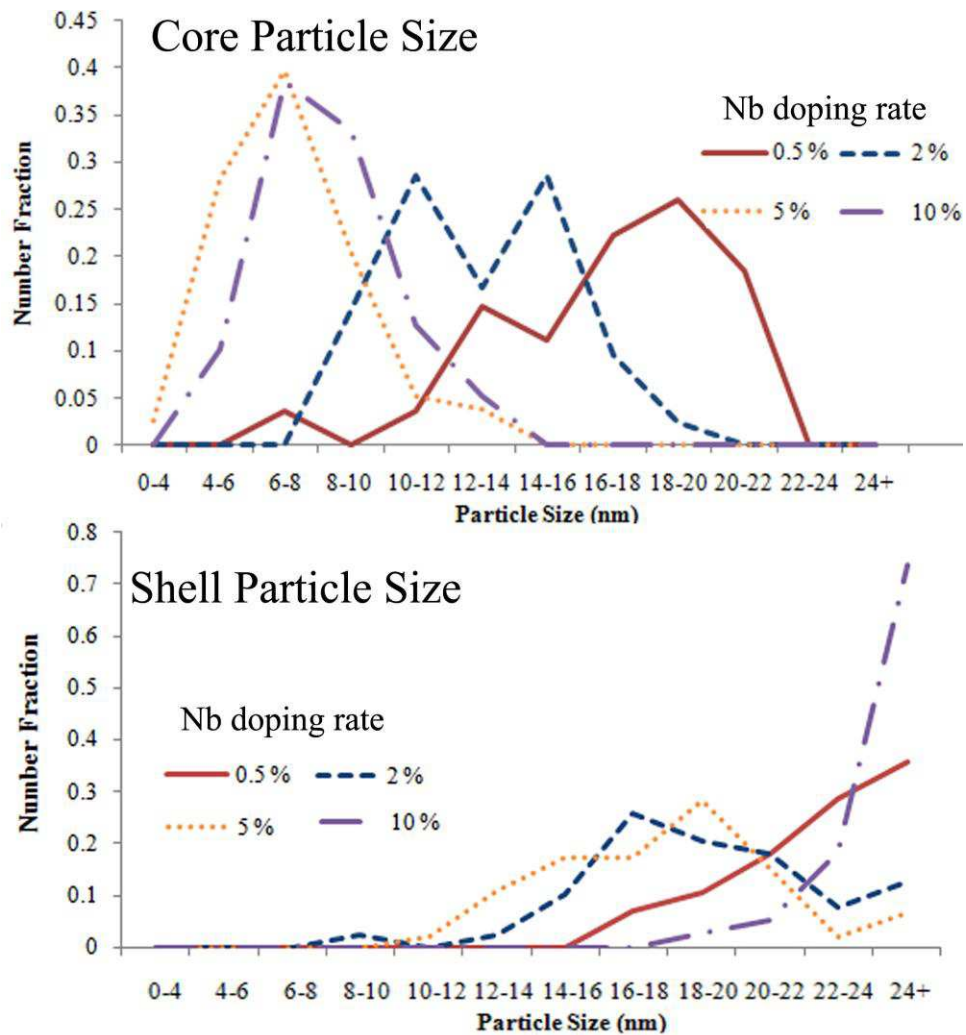 Core Particle Size
0.45
0.4
0.35
0.3
0.25
0.2
0.15
0.1
0.05
0
Number Fraction
Nb doping rate
0.5 % 2 %
5 % 10 %
0-4 4-6 6-8 8-10 10-12 12-14 14-16 16-18 18-20 20-22 22-24 24+
Particle Size (nm)
Shell Particle Size
0.8
0.7
0.6
0.5
0.4
0.3
0.2
0.1
0
Number Fraction
Nb doping rate
0.5 % 2 %
5 % 10 %
0-4 4-6 6-8 8-10 10-12 12-14 14-16 16-18 18-20 20-22 22-24 24+
Particle Size (nm)